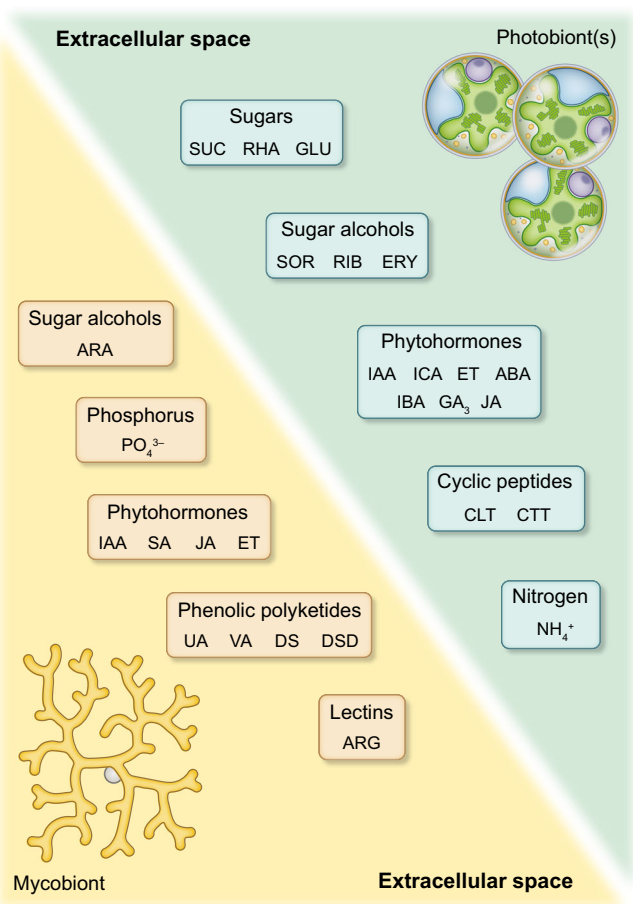 Extracellular space
Photobiont(s)
Sugars
SUC RHA GLU
Sugar alcohols
SOR RIB ERY
Sugar alcohols
ARA
Phytohormones
IAA ICA ET ABA
IBA GA₃ JA
Phosphorus
PO₄³⁻
Cyclic peptides
CLT CTT
Phytohormones
IAA SA JA ET
Nitrogen
NH₄⁺
Phenolic polyketides
UA VA DS DSD
Lectins
ARG
Mycobiont
Extracellular space